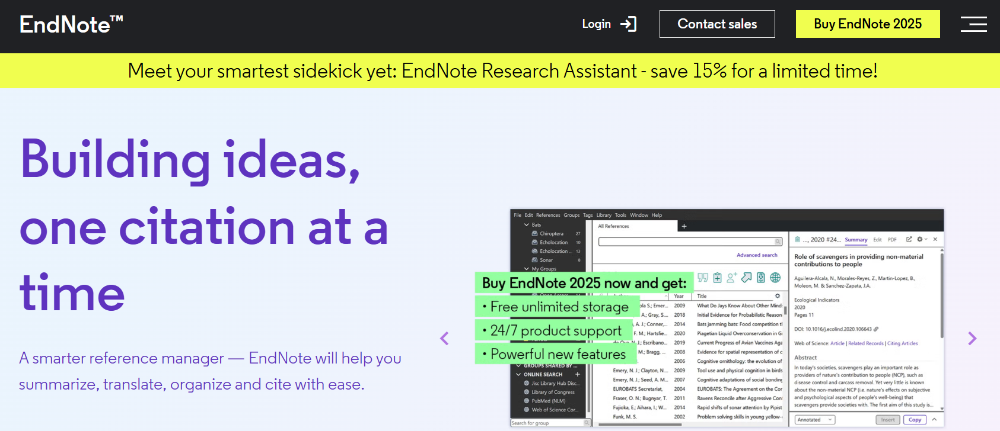 EndNote™
Login
Contact sales
Buy EndNote 2025
Meet your smartest sidekick yet: EndNote Research Assistant - save 15% for a limited time!
Building ideas,
one citation at a
time
A smarter reference manager — EndNote will help you
summarize, translate, organize and cite with ease.
File Edit References Groups Tags Library Tools Window Help
Bats
Chiroptera 27
Echolocation 10
Echolocation ... 13
Sonar 8
My Groups
GROUPS SHARED BY ...
ONLINE SEARCH +
Jisc Library Hub Disc...
Library of Congress
PubMed (NLM)
Web of Science Cor...
Search for group
Buy EndNote 2025 now and get:
• Free unlimited storage
• 24/7 product support
• Powerful new features
All References +
Advanced search
Year Title
ola S.; Emer... 2009 What Do Jays Know About Other Minds
A.; Gray, S... 2018 Initial Evidence for Probabilistic Reason
A. J.; Conner,... 2014 Bats jamming bats: Food competition t
F. M.; Hartsfie... 2020 Piagetian Liquid Overconservation in G
Escribano... 2019 Current Progress of Avian Vaccines Aga
M.; Bragg, ... 2008 Evidence for spatial representation of c
2006 Cognitive ornithology: the evolution of
Emery, N. J.; Clayton, N... 2009 Tool use and physical cognition in birds
Emery, N. J.; Seed, A. M... 2007 Cognitive adaptations of social bonding
EUROBATS Secretariat, 2004 EUROBATS: The Agreement on the Cor
Fraser, O. N.; Bugnyar, T. 2011 Ravens Reconcile after Aggressive Conf
Fujioka, E.; Aihara, I.; W... 2014 Rapid shifts of sonar attention by Pipist
Funk, M. S. 2002 Problem solving skills in young yellow-
..., 2020 #24... Summary Edit PDF
Role of scavengers in providing non-material
contributions to people
Aguilera-Alcala, N., Morales-Reyes, Z., Martin-Lopez, B.,
Moleon, M. & Sanchez-Zapata, J.A.
Ecological Indicators
2020
Pages 11
DOI: 10.1016/j.ecolind.2020.106643
Web of Science: Article | Related Records | Citing Articles
Abstract
In today's societies, scavengers play an important role as
providers of nature's contribution to people (NCP), such as
disease control and carcass removal. Yet very little is known
about the non-material NCP (i.e. nature's effects on subjective
and psychological aspects of people's well-being) that
scavengers provide societies with. The first aim of this study is...
Annotated
Insert
Copy